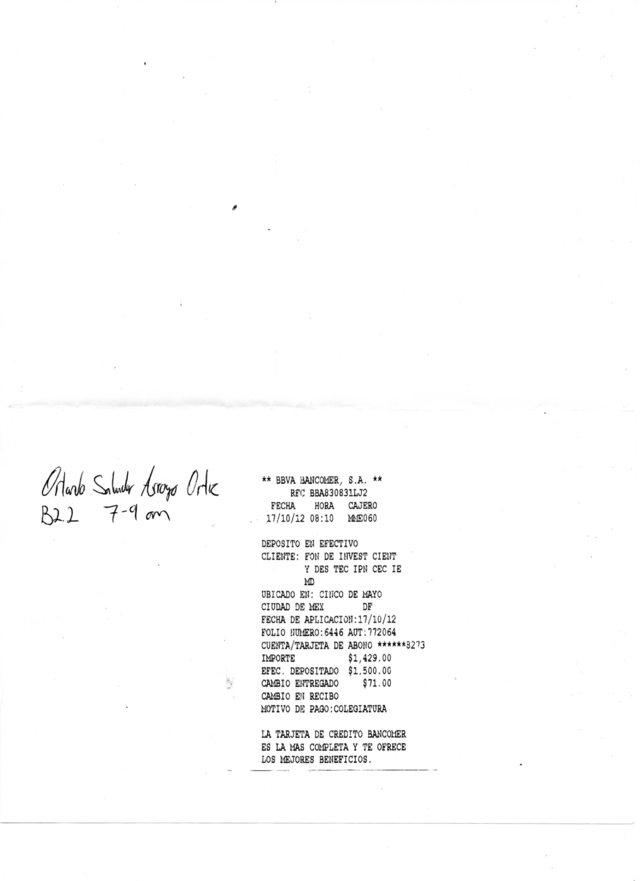 Orlando Salvador Arroyo Ortiz
B2.2 7-9 am
** BBVA BANCOMER, S.A. **
RFC BBA830831LJ2
FECHA HORA CAJERO
17/10/12 08:10 MME060
DEPOSITO EN EFECTIVO
CLIENTE: FON DE INVEST CIENT
Y DES TEC IPN CEC IE
MD
UBICADO EN: CINCO DE MAYO
CIUDAD DE MEX DF
FECHA DE APLICACION:17/10/12
FOLIO NUMERO:6446 AUT:772064
CUENTA/TARJETA DE ABONO ******8273
IMPORTE $1,429.00
EFEC. DEPOSITADO $1,500.00
CAMBIO ENTREGADO $71.00
CAMBIO EN RECIBO
MOTIVO DE PAGO:COLEGIATURA
LA TARJETA DE CREDITO BANCOMER
ES LA MAS COMPLETA Y TE OFRECE
LOS MEJORES BENEFICIOS.